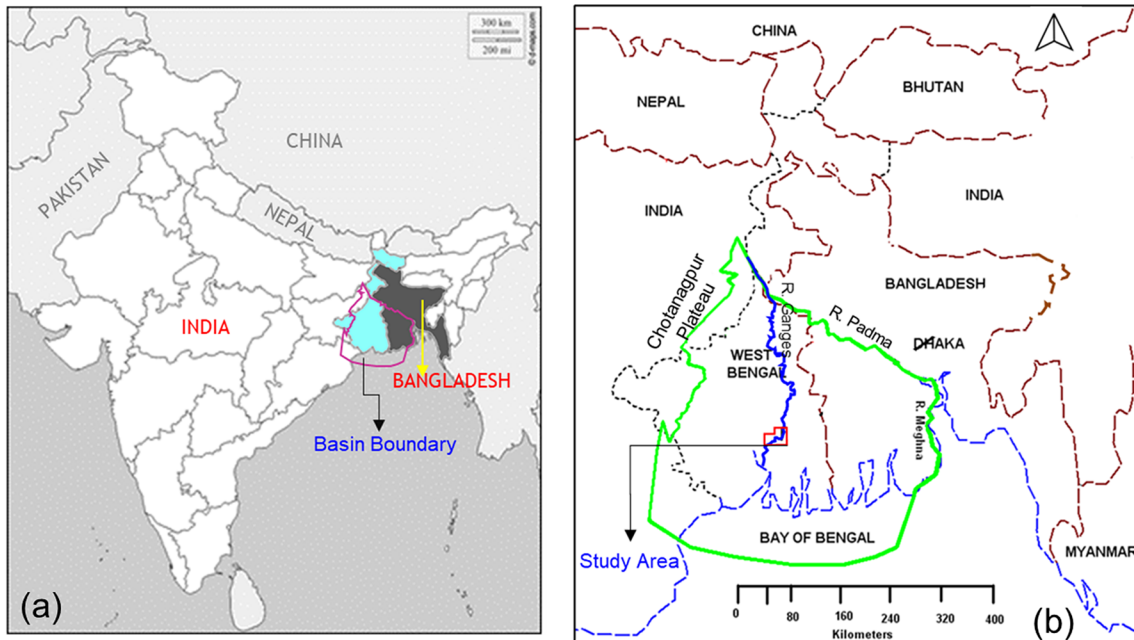 300 km
200 mi
© d-maps.com
CHINA
PAKISTAN
NEPAL
INDIA
BANGLADESH
Basin Boundary
(a)
CHINA
NEPAL
BHUTAN
INDIA
INDIA
BANGLADESH
Chotanagpur
Plateau
R. Ganges
R. Padma
DHAKA
WEST
BENGAL
R. Meghna
BAY OF BENGAL
Study Area
MYANMAR
0
80
160
240
320
400
Kilometers
(b)